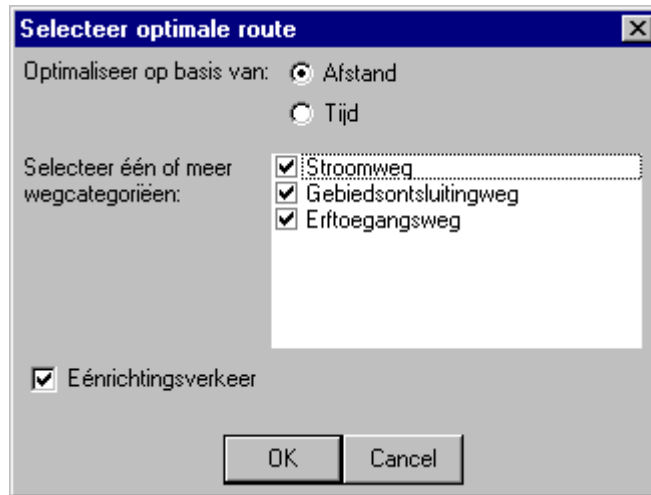 Selecteer optimale route
Optimaliseer op basis van:
Afstand
Tijd
Selecteer één of meer
wegcategoriëen:
Stroomweg
Gebiedsontsluitingweg
Erftoegangsweg
Eénrichtingsverkeer
OK
Cancel